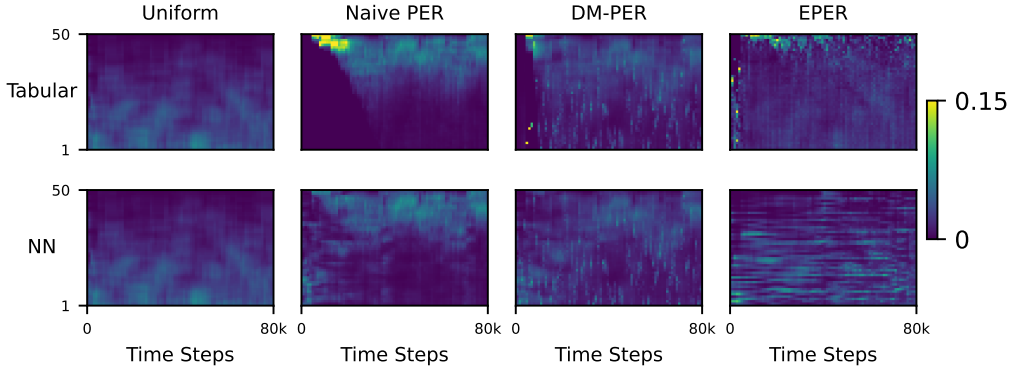 Uniform Naive PER DM-PER EPER
50
Tabular
1
0.15
0
50
NN
1
0 80k 0 80k 0 80k 0 80k
Time Steps Time Steps Time Steps Time Steps